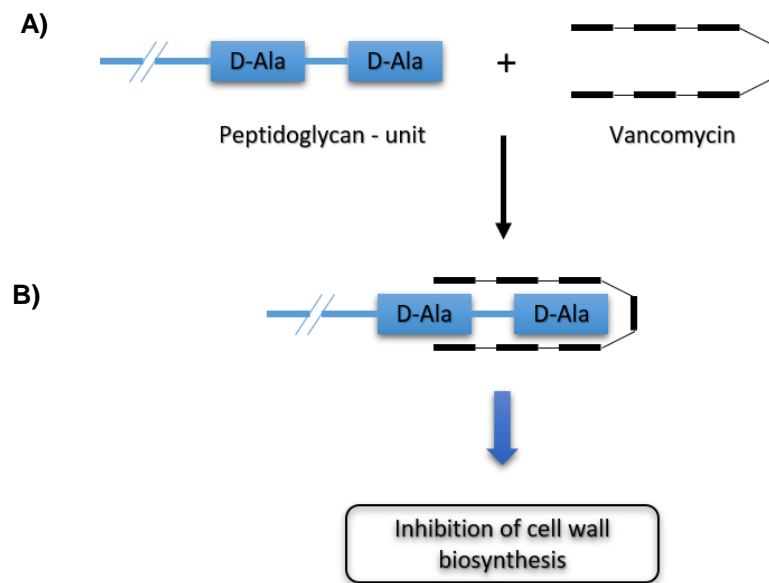 A)
D-Ala D-Ala +
Peptidoglycan - unit Vancomycin
B)
D-Ala D-Ala
Inhibition of cell wall
biosynthesis